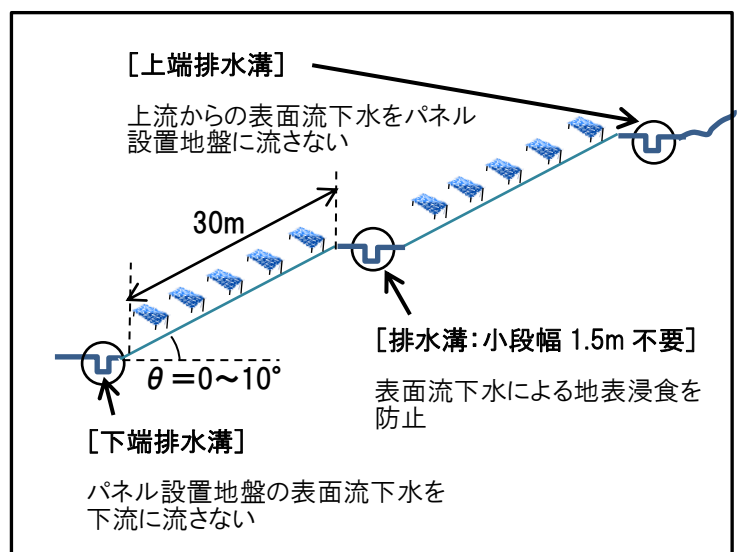 [上端排水溝]
上流からの表面流下水をパネル
設置地盤に流さない
30m
[排水溝:小段幅 1.5m 不要]
θ=0~10°
表面流下水による地表浸食を
防止
[下端排水溝]
パネル設置地盤の表面流下水を
下流に流さない